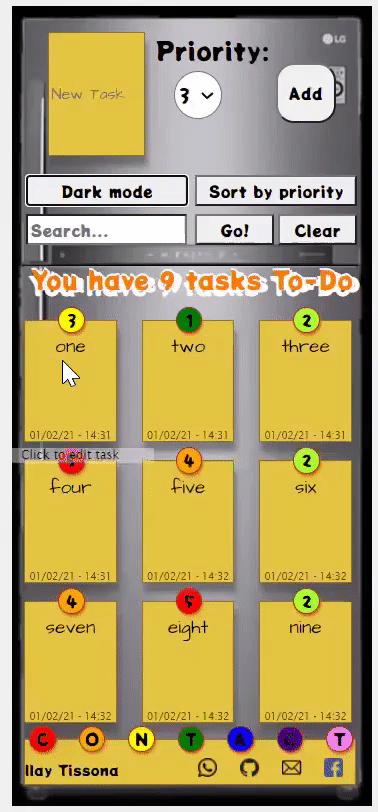 Priority:
LG
New Task
3
Add
Dark mode
Sort by priority
Search...
Go!
Clear
You have 9 tasks To-Do
3
1
2
one
two
three
01/02/21 - 14:31
01/02/21 - 14:31
01/02/21 - 14:31
Click to edit task
4
2
four
five
six
01/02/21 - 14:31
01/02/21 - 14:32
01/02/21 - 14:32
4
5
2
seven
eight
nine
01/02/21 - 14:32
01/02/21 - 14:32
01/02/21 - 14:32
C O N T A C T
Ilay Tissona